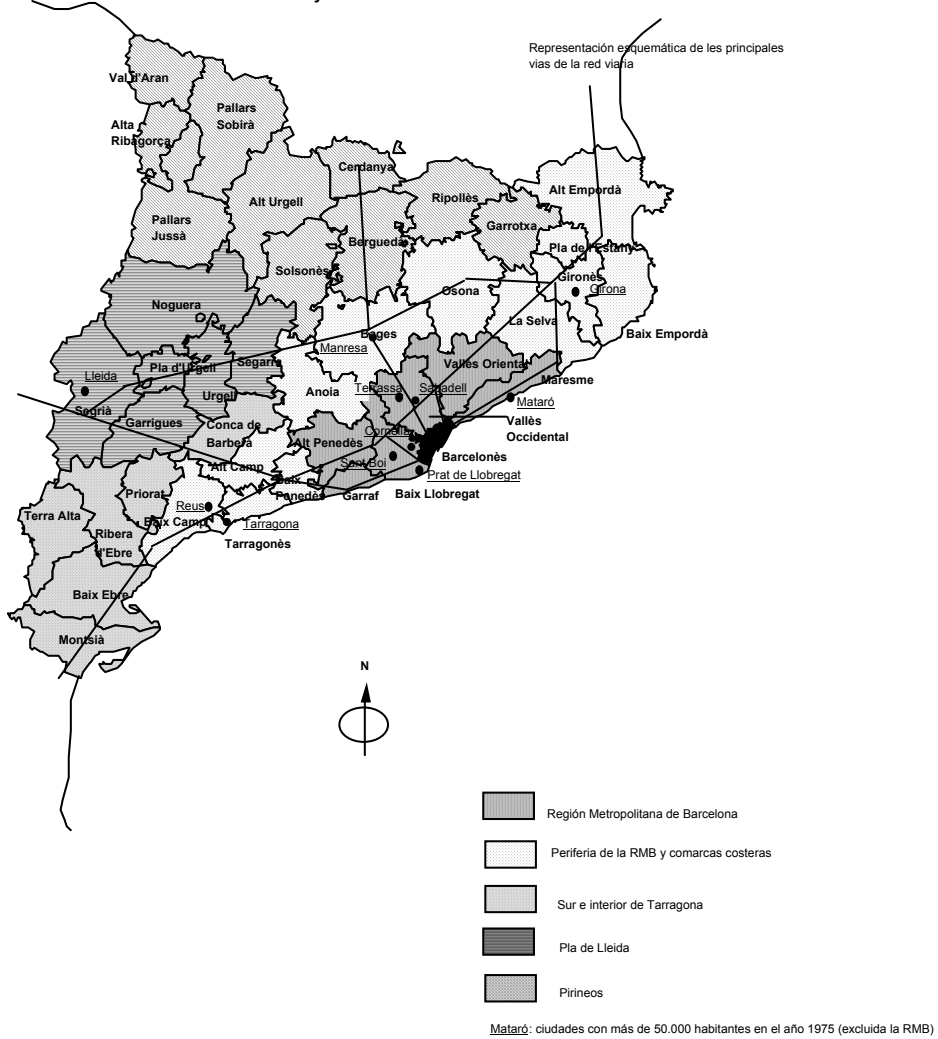 Representación esquemática de les principales
vias de la red viaria
Val d'Aran
Pallars
Sobirà
Alta
Ribagorça
Cerdanya
Alt Empordà
Ripollès
Alt Urgell
Garrotxa
Pallars
Jussà
Berguedà
Pla de l'Estany
Solsonès
Gironès
Girona
Osona
Noguera
La Selva
Baix Empordà
Bages
Manresa
Segarra
Vallès Oriental
Pla d'Urgell
Lleida
Maresme
Anoia
Terrassa
Sabadell
Urgell
Mataró
Segrià
Garrigues
Conca de
Barberà
Vallès
Occidental
Cornellà
Alt Penedès
Barcelonès
Sant Boi
Alt Camp
Prat de Llobregat
Baix
Penedès
Garraf
Baix Llobregat
Priorat
Reus
Terra Alta
Baix Camp
Tarragona
Ribera
d'Ebre
Tarragonès
Baix Ebre
Montsià
N
Región Metropolitana de Barcelona
Periferia de la RMB y comarcas costeras
Sur e interior de Tarragona
Pla de Lleida
Pirineos
Mataró: ciudades con más de 50.000 habitantes en el año 1975 (excluida la RMB)